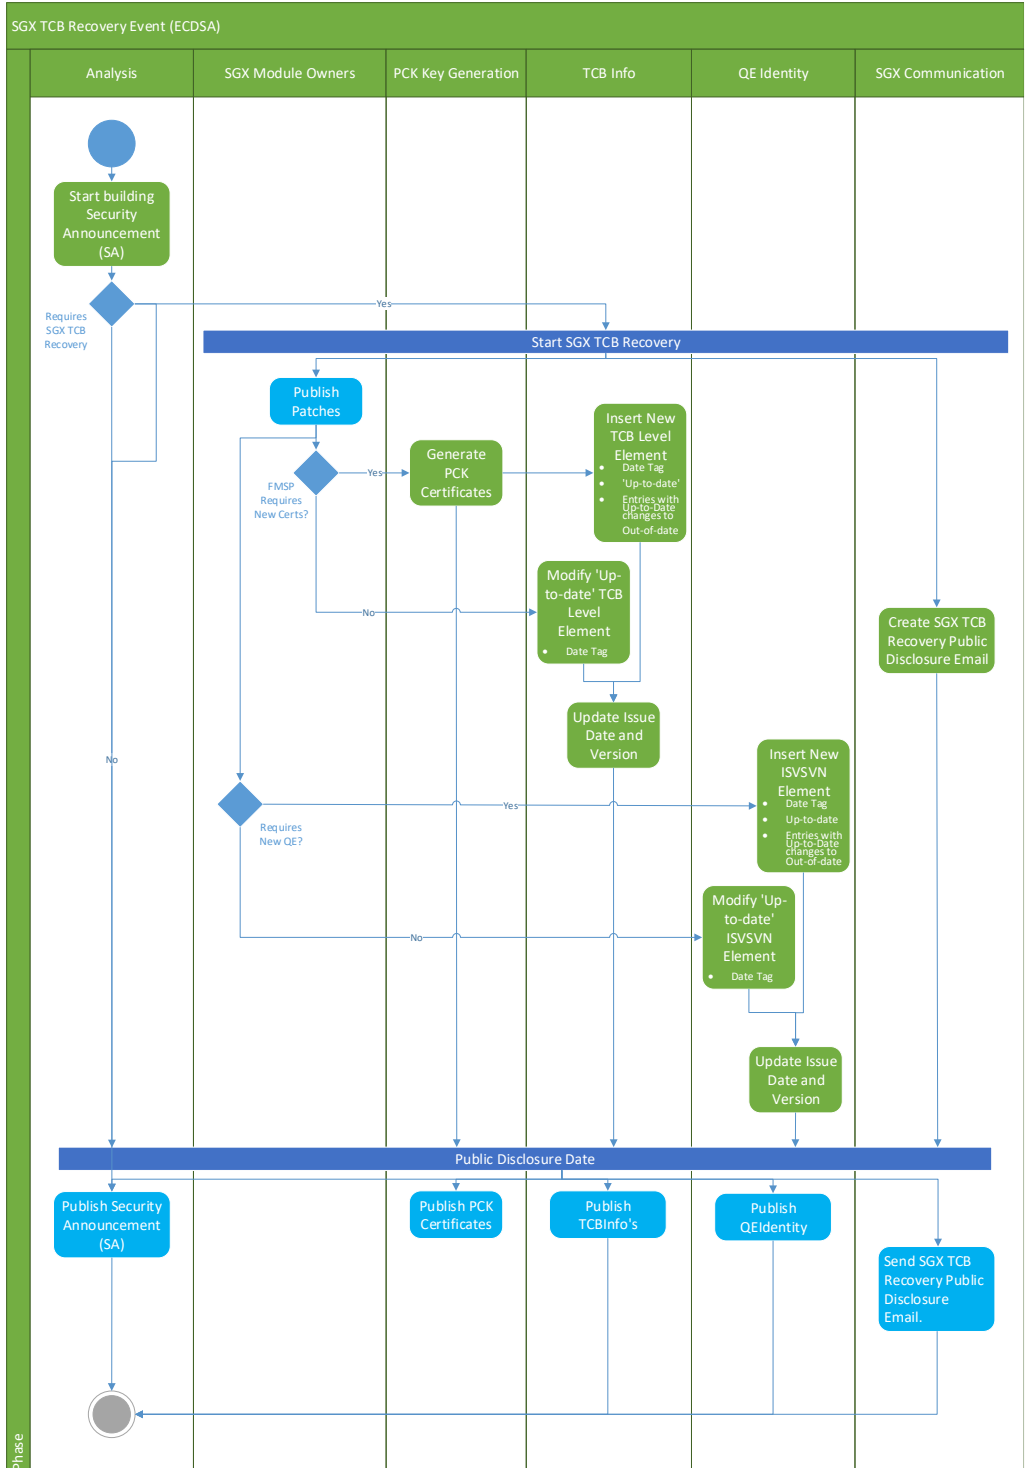 SGX TCB Recovery Event (ECDSA)
Analysis
SGX Module Owners
PCK Key Generation
TCB Info
QE Identity
SGX Communication
Start building
Security
Announcement
(SA)
Requires
SGX TCB
Recovery
Yes
Start SGX TCB Recovery
Publish
Patches
FMSP
Requires
New Certs?
Yes
Generate
PCK
Certificates
Insert New
TCB Level
Element
• Date Tag
• 'Up-to-date'
• Entries with
Up-to-Date
changes to
Out-of-date
No
Modify 'Up-
to-date' TCB
Level
Element
• Date Tag
Create SGX TCB
Recovery Public
Disclosure Email
Update Issue
Date and
Version
No
Requires
New QE?
Yes
Insert New
ISVSVN
Element
• Date Tag
• Up-to-date
• Entries with
Up-to-Date
changes to
Out-of-date
No
Modify 'Up-
to-date'
ISVSVN
Element
• Date Tag
Update Issue
Date and
Version
Public Disclosure Date
Publish Security
Announcement
(SA)
Publish PCK
Certificates
Publish
TCBInfo's
Publish
QEIdentity
Send SGX TCB
Recovery Public
Disclosure
Email.
Phase